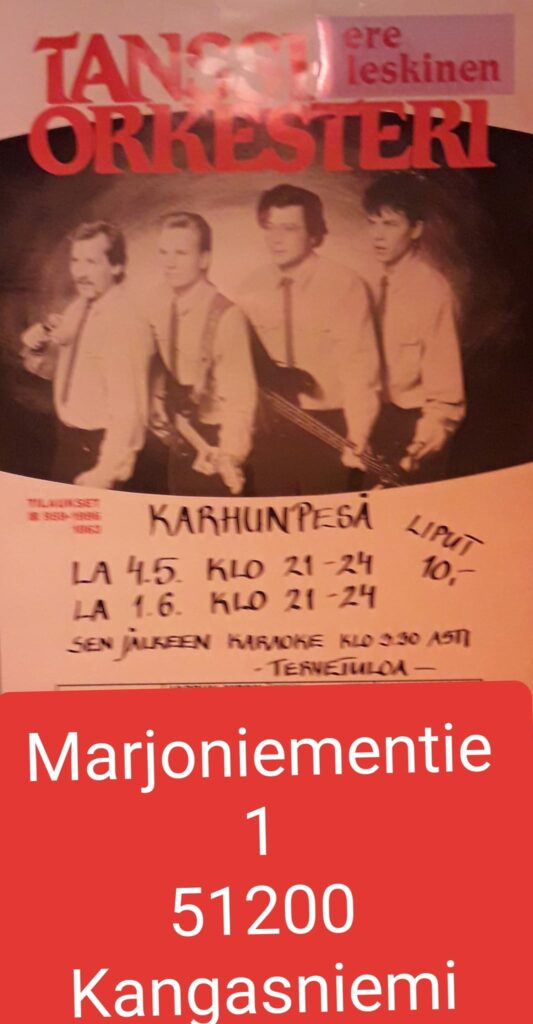 TANSSI
ere
leskinen
ORKESTERI
TILAUKSET
KARHUNPESÄ
LIPUT
10,-
LA 4.5. KLO 21-24
LA 1.6. KLO 21-24
SEN JÄLKEEN KARAOKE KLO 3.30 ASTI
- TERVETULOA -
Marjoniementie
1
51200
Kangasniemi